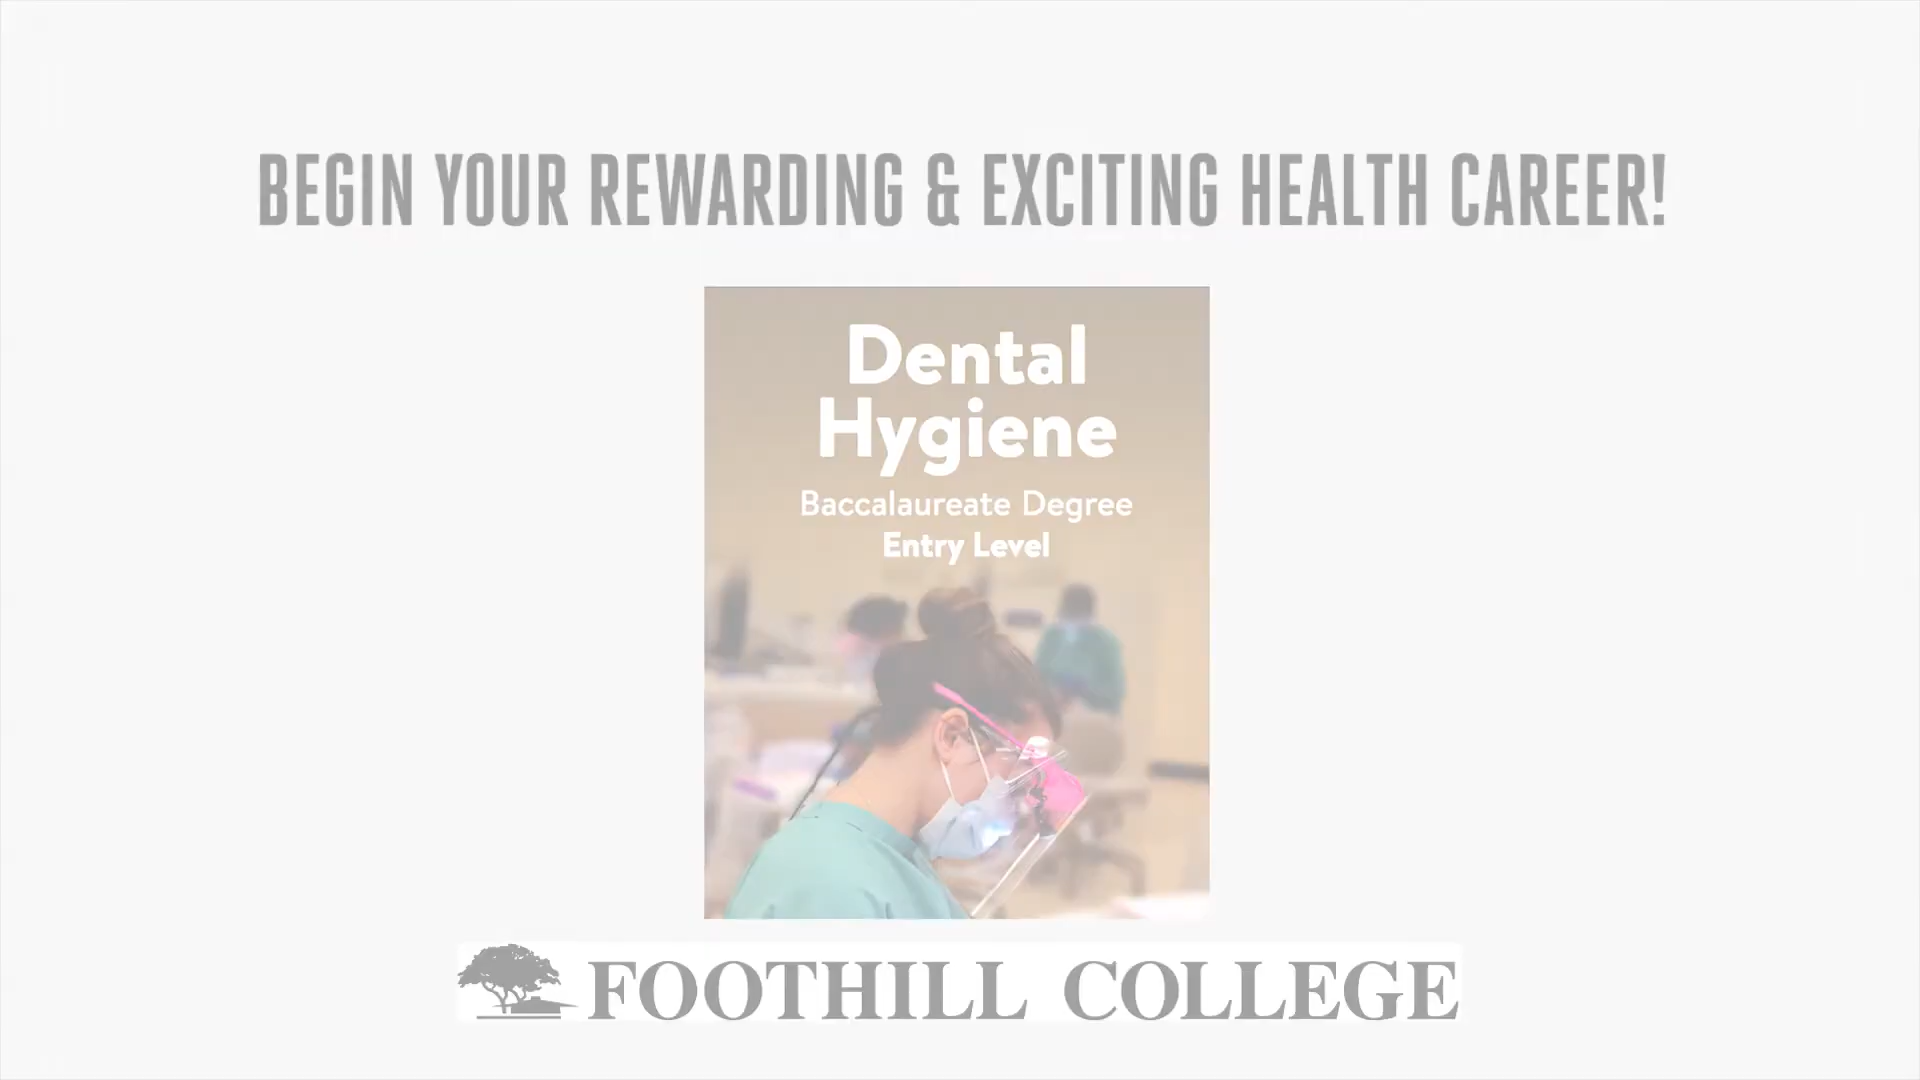 BEGIN YOUR REWARDING & EXCITING HEALTH CAREER!
Dental
Hygiene
Baccalaureate Degree
Entry Level
FOOTHILL COLLEGE